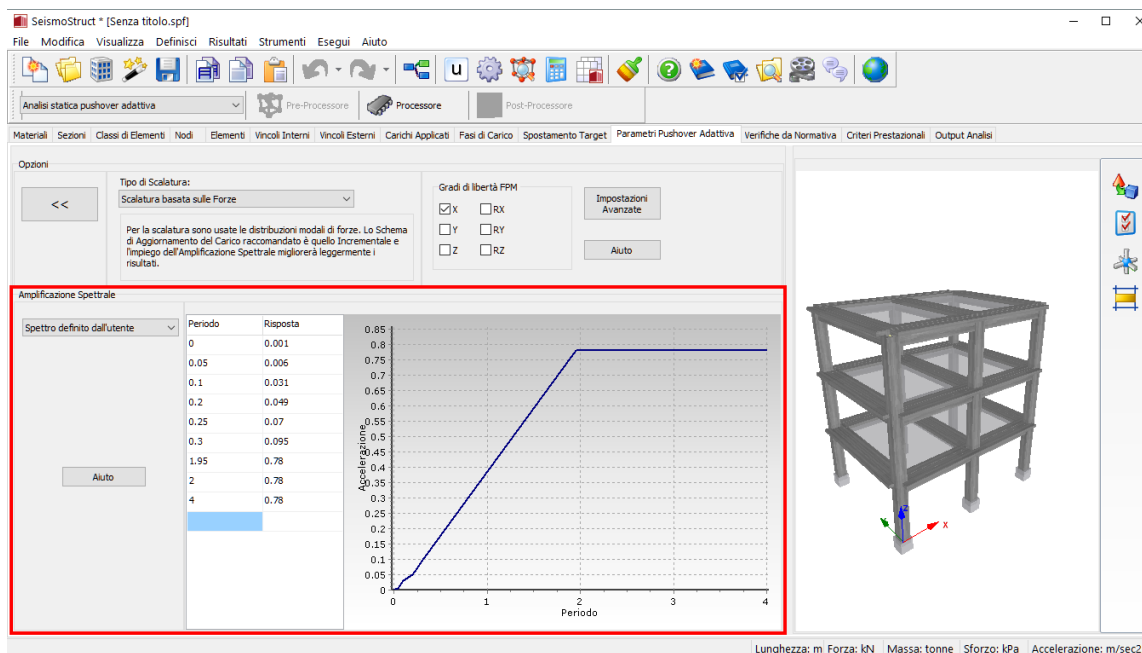 SeismoStruct * [Senza titolo.spf]
File Modifica Visualizza Definisci Risultati Strumenti Esegui Aiuto
u
Analisi statica pushover adattiva Pre-Processore Processore Post-Processore
Materiali Sezioni Classi di Elementi Nodi Elementi Vincoli Interni Vincoli Esterni Carichi Applicati Fasi di Carico Spostamento Target Parametri Pushover Adattiva Verifiche da Normativa Criteri Prestazionali Output Analisi
Opzioni
<<
Tipo di Scalatura:
Scalatura basata sulle Forze
Per la scalatura sono usate le distribuzioni modali di forze. Lo Schema
di Aggiornamento del Carico raccomandato è quello Incrementale e
l'impiego dell'Amplificazione Spettrale migliorerà leggermente i
risultati.
Gradi di libertà FPM
X RX
Y RY
Z RZ
Impostazioni
Avanzate
Aiuto
Amplificazione Spettrale
Spettro definito dall'utente
Aiuto
Periodo Risposta
0 0.001
0.05 0.006
0.1 0.031
0.2 0.049
0.25 0.07
0.3 0.095
1.95 0.78
2 0.78
4 0.78
Accelerazione
0.85
0.8
0.75
0.7
0.65
0.6
0.55
0.5
0.45
0.4
0.35
0.3
0.25
0.2
0.15
0.1
0.05
0
0 1 2 3 4
Periodo
Z
Y
X
Lunghezza: m Forza: kN Massa: tonne Sforzo: kPa Accelerazione: m/sec2